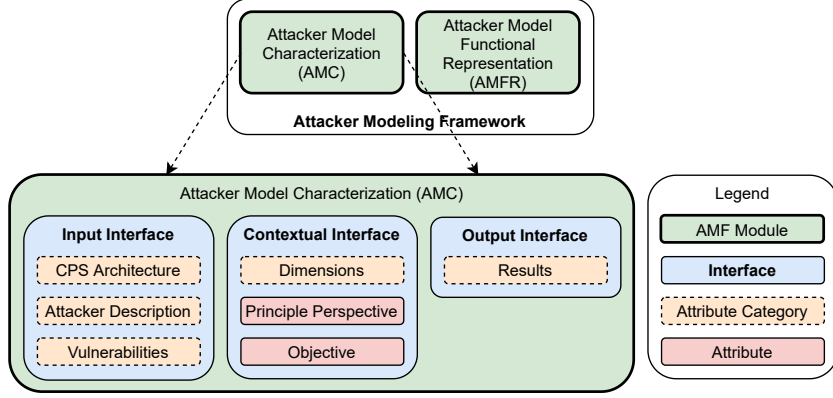 Attacker Model
Characterization
(AMC)
Attacker Model
Functional
Representation
(AMFR)
Attacker Modeling Framework
Attacker Model Characterization (AMC)
Input Interface
CPS Architecture
Attacker Description
Vulnerabilities
Contextual Interface
Dimensions
Principle Perspective
Objective
Output Interface
Results
Legend
AMF Module
Interface
Attribute Category
Attribute